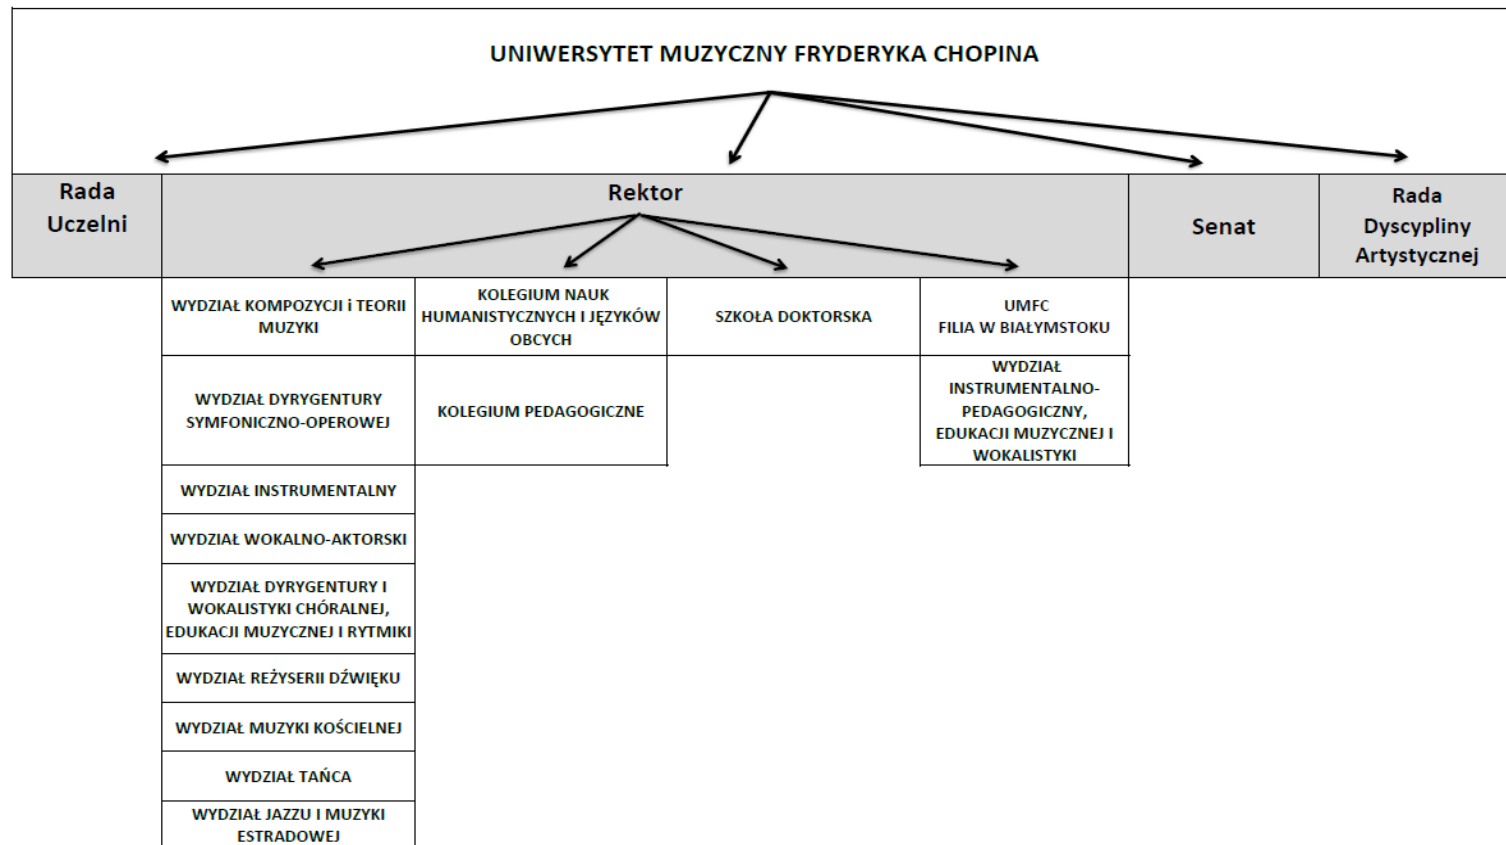 UNIWERSYTET MUZYCZNY FRYDERYKA CHOPINA
Rada
Uczelni
Rektor
Senat
Rada
Dyscypliny
Artystycznej
WYDZIAŁ KOMPOZYCJI i TEORII
MUZYKI
KOLEGIUM NAUK
HUMANISTYCZNYCH I JĘZYKÓW
OBCYCH
SZKOŁA DOKTORSKA
UMFC
FILIA W BIAŁYMSTOKU
WYDZIAŁ DYRYGENTURY
SYMFONICZNO-OPEROWEJ
KOLEGIUM PEDAGOGICZNE
WYDZIAŁ
INSTRUMENTALNO-
PEDAGOGICZNY,
EDUKACJI MUZYCZNEJ I
WOKALISTYKI
WYDZIAŁ INSTRUMENTALNY
WYDZIAŁ WOKALNO-AKTORSKI
WYDZIAŁ DYRYGENTURY I
WOKALISTYKI CHÓRALNEJ,
EDUKACJI MUZYCZNEJ I RYTMIKI
WYDZIAŁ REŻYSERII DŹWIĘKU
WYDZIAŁ MUZYKI KOŚCIELNEJ
WYDZIAŁ TAŃCA
WYDZIAŁ JAZZU I MUZYKI
ESTRADOWEJ